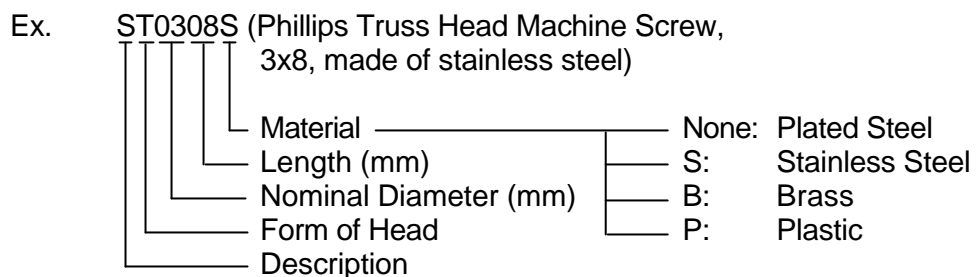 Ex. ST0308S (Phillips Truss Head Machine Screw,
3x8, made of stainless steel)
Material None: Plated Steel
Length (mm) S: Stainless Steel
Nominal Diameter (mm) B: Brass
Form of Head P: Plastic
Description